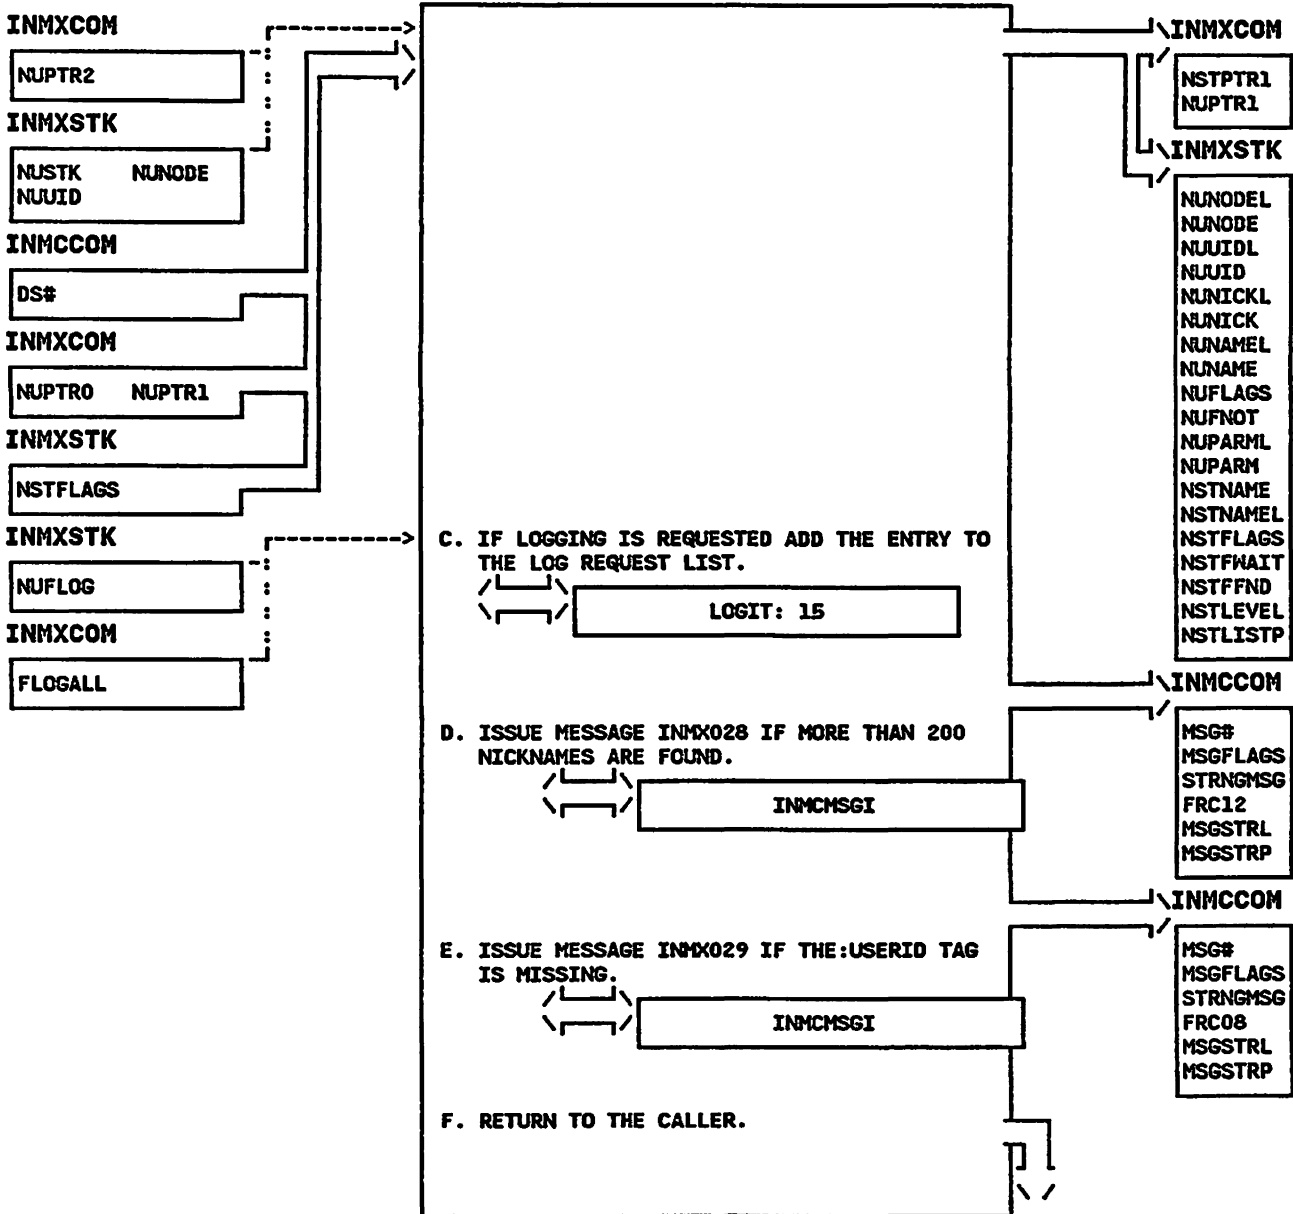 INMXCOM
NUPTR2
INMXSTK
NUSTK NUNODE
NUUID
INMCCOM
DS#
INMXCOM
NUPTR0 NUPTR1
INMXSTK
NSTFLAGS
INMXSTK
NUFLOG
INMXCOM
FLOGALL
C. IF LOGGING IS REQUESTED ADD THE ENTRY TO
THE LOG REQUEST LIST.
LOGIT: 15
D. ISSUE MESSAGE INMX028 IF MORE THAN 200
NICKNAMES ARE FOUND.
INMCMSGI
E. ISSUE MESSAGE INMX029 IF THE:USERID TAG
IS MISSING.
INMCMSGI
F. RETURN TO THE CALLER.
INMXCOM
NSTPTR1
NUPTR1
INMXSTK
NUNODEL
NUNODE
NUUIDL
NUUID
NUNICKL
NUNICK
NUNAMEL
NUNAME
NUFLAGS
NUFNOT
NUPARML
NUPARM
NSTNAME
NSTNAMEL
NSTFLAGS
NSTFWAIT
NSTFFND
NSTLEVEL
NSTLISTP
INMCCOM
MSG#
MSGFLAGS
STRNGMSG
FRC12
MSGSTRL
MSGSTRP
INMCCOM
MSG#
MSGFLAGS
STRNGMSG
FRC08
MSGSTRL
MSGSTRP